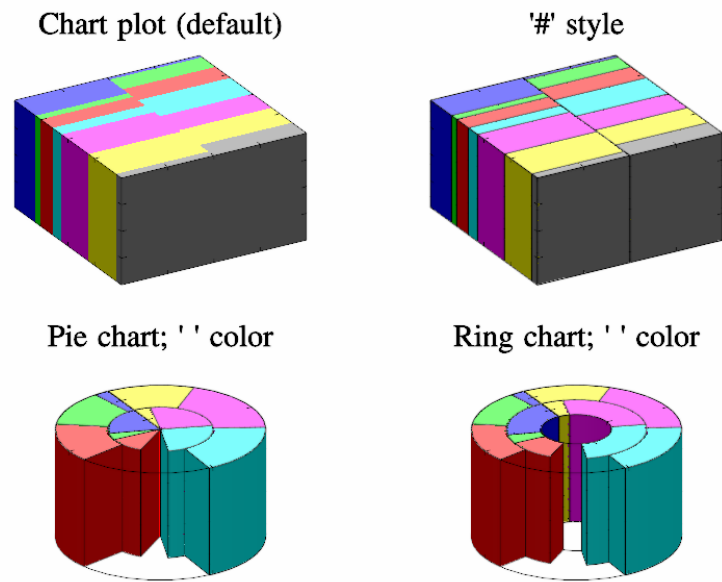 Chart plot (default)
'#' style
Pie chart; ' ' color
Ring chart; ' ' color